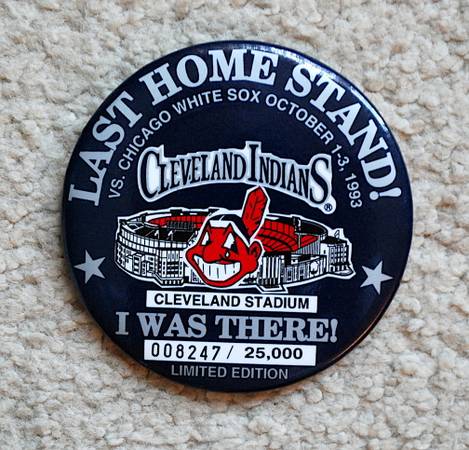 LAST HOME STAND!
VS. CHICAGO WHITE SOX OCTOBER 1-3, 1993
CLEVELAND INDIANS ®
CLEVELAND STADIUM
I WAS THERE!
008247 / 25,000
LIMITED EDITION